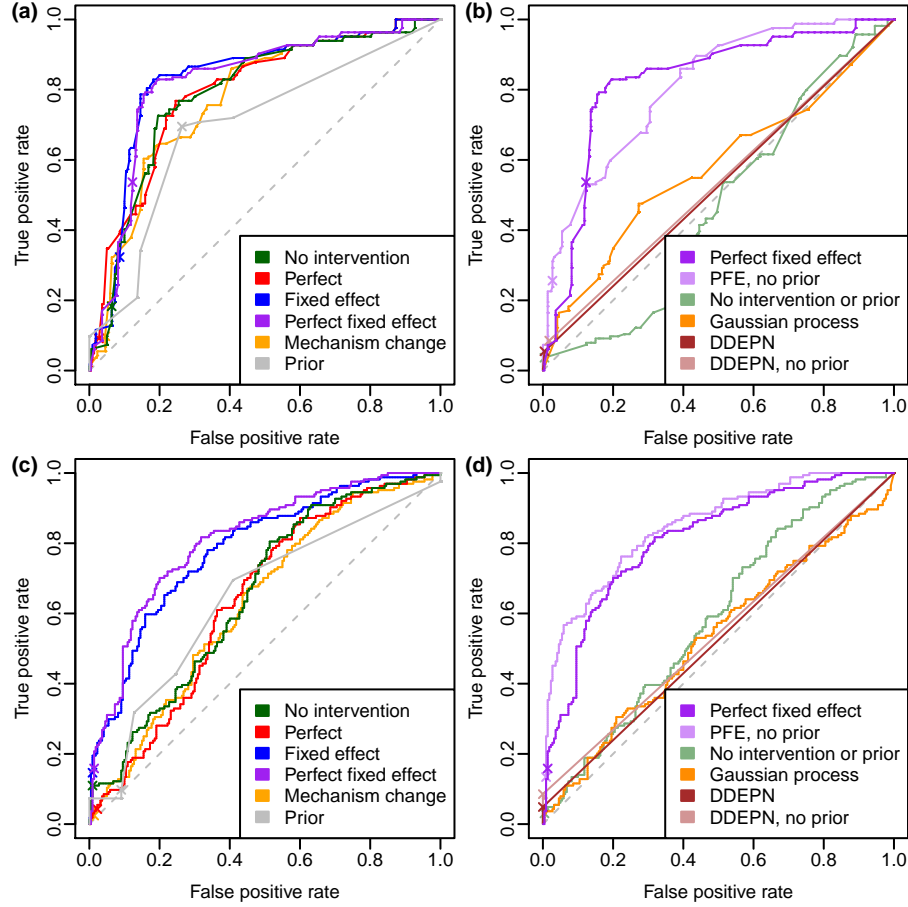 (a)
True positive rate
0.0 0.2 0.4 0.6 0.8 1.0
No intervention
Perfect
Fixed effect
Perfect fixed effect
Mechanism change
Prior
0.0 0.2 0.4 0.6 0.8 1.0
False positive rate
(b)
True positive rate
0.0 0.2 0.4 0.6 0.8 1.0
Perfect fixed effect
PFE, no prior
No intervention or prior
Gaussian process
DDEPN
DDEPN, no prior
0.0 0.2 0.4 0.6 0.8 1.0
False positive rate
(c)
True positive rate
0.0 0.2 0.4 0.6 0.8 1.0
No intervention
Perfect
Fixed effect
Perfect fixed effect
Mechanism change
Prior
0.0 0.2 0.4 0.6 0.8 1.0
False positive rate
(d)
True positive rate
0.0 0.2 0.4 0.6 0.8 1.0
Perfect fixed effect
PFE, no prior
No intervention or prior
Gaussian process
DDEPN
DDEPN, no prior
0.0 0.2 0.4 0.6 0.8 1.0
False positive rate